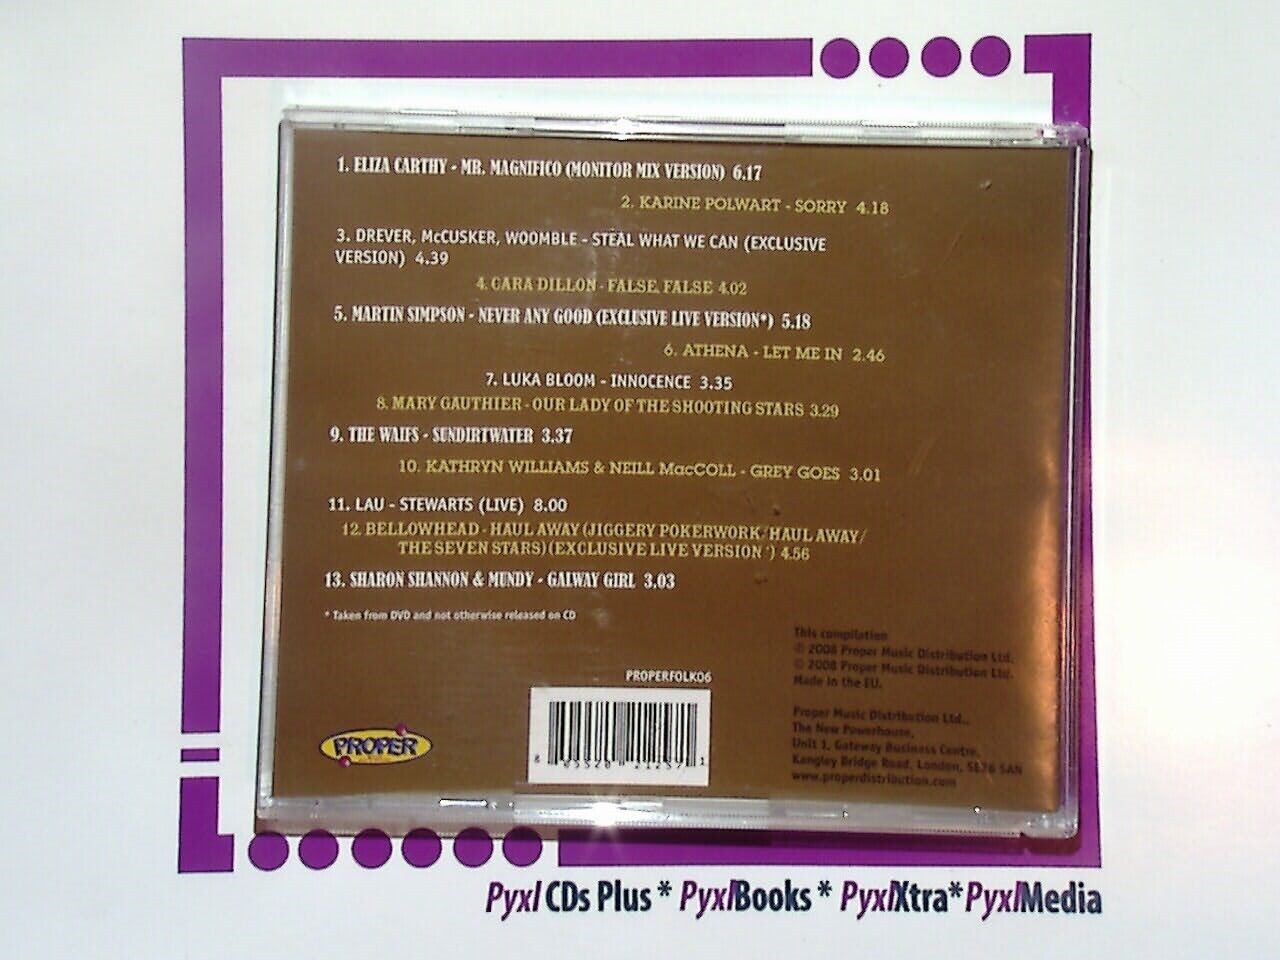 1. ELIZA CARTHY - MR. MAGNIFICO (MONITOR MIX VERSION) 6.17
2. KARINE POLWART - SORRY 4.18
3. DREVER, McCUSKER, WOOMBLE - STEAL WHAT WE CAN (EXCLUSIVE
VERSION) 4.39
4. CARA DILLON - FALSE, FALSE 4.02
5. MARTIN SIMPSON - NEVER ANY GOOD (EXCLUSIVE LIVE VERSION*) 5.18
6. ATHENA - LET ME IN 2.46
7. LUKA BLOOM - INNOCENCE 3.35
8. MARY GAUTHIER - OUR LADY OF THE SHOOTING STARS 3.29
9. THE WAIFS - SUNDIRTWATER 3.37
10. KATHRYN WILLIAMS & NEILL MacCOLL - GREY GOES 3.01
11. LAU - STEWARTS (LIVE) 8.00
12. BELLOWHEAD - HAUL AWAY (JIGGERY POKERWORK/HAUL AWAY/
THE SEVEN STARS) (EXCLUSIVE LIVE VERSION*) 4.56
13. SHARON SHANNON & MUNDY - GALWAY GIRL 3.03
* Taken from DVD and not otherwise released on CD
PROPERFOLK06
PROPER
This compilation
℗ 2008 Proper Music Distribution Ltd.
© 2008 Proper Music Distribution Ltd.
Made in the EU.
Proper Music Distribution Ltd.,
The New Powerhouse,
Unit 1, Gateway Business Centre,
Kangley Bridge Road, London, SE26 5AN
www.properdistribution.com
Pyxl CDs Plus * PyxlBooks * PyxlXtra* PyxlMedia